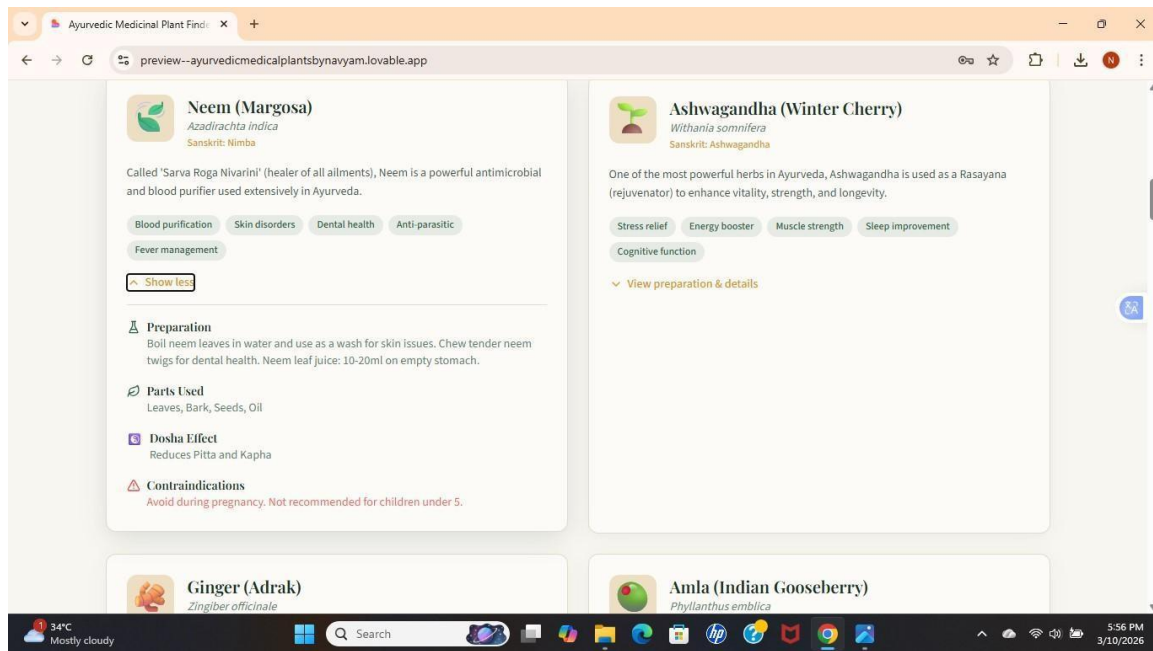 Ayurvedic Medicinal Plant Finde
preview--ayurvedicmedicalplantsbynavyam.lovable.app
N
Neem (Margosa)
Azadirachta indica
Sanskrit: Nimba
Called 'Sarva Roga Nivarini' (healer of all ailments), Neem is a powerful antimicrobial
and blood purifier used extensively in Ayurveda.
Blood purification
Skin disorders
Dental health
Anti-parasitic
Fever management
Show less
Preparation
Boil neem leaves in water and use as a wash for skin issues. Chew tender neem
twigs for dental health. Neem leaf juice: 10-20ml on empty stomach.
Parts Used
Leaves, Bark, Seeds, Oil
Dosha Effect
Reduces Pitta and Kapha
Contraindications
Avoid during pregnancy. Not recommended for children under 5.
Ashwagandha (Winter Cherry)
Withania somnifera
Sanskrit: Ashwagandha
One of the most powerful herbs in Ayurveda, Ashwagandha is used as a Rasayana
(rejuvenator) to enhance vitality, strength, and longevity.
Stress relief
Energy booster
Muscle strength
Sleep improvement
Cognitive function
View preparation & details
Ginger (Adrak)
Zingiber officinale
Amla (Indian Gooseberry)
Phyllanthus emblica
1
34°C
Mostly cloudy
Search
hp
5:56 PM
3/10/2026